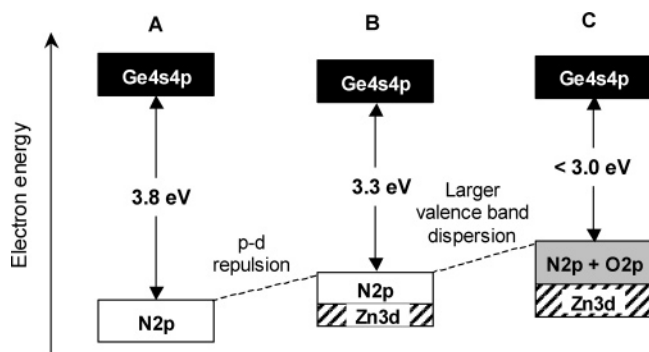 A
B
C
Ge4s4p
Ge4s4p
Ge4s4p
Electron energy
3.8 eV
3.3 eV
< 3.0 eV
p-d
repulsion
Larger
valence band
dispersion
N2p
N2p
Zn3d
N2p + O2p
Zn3d